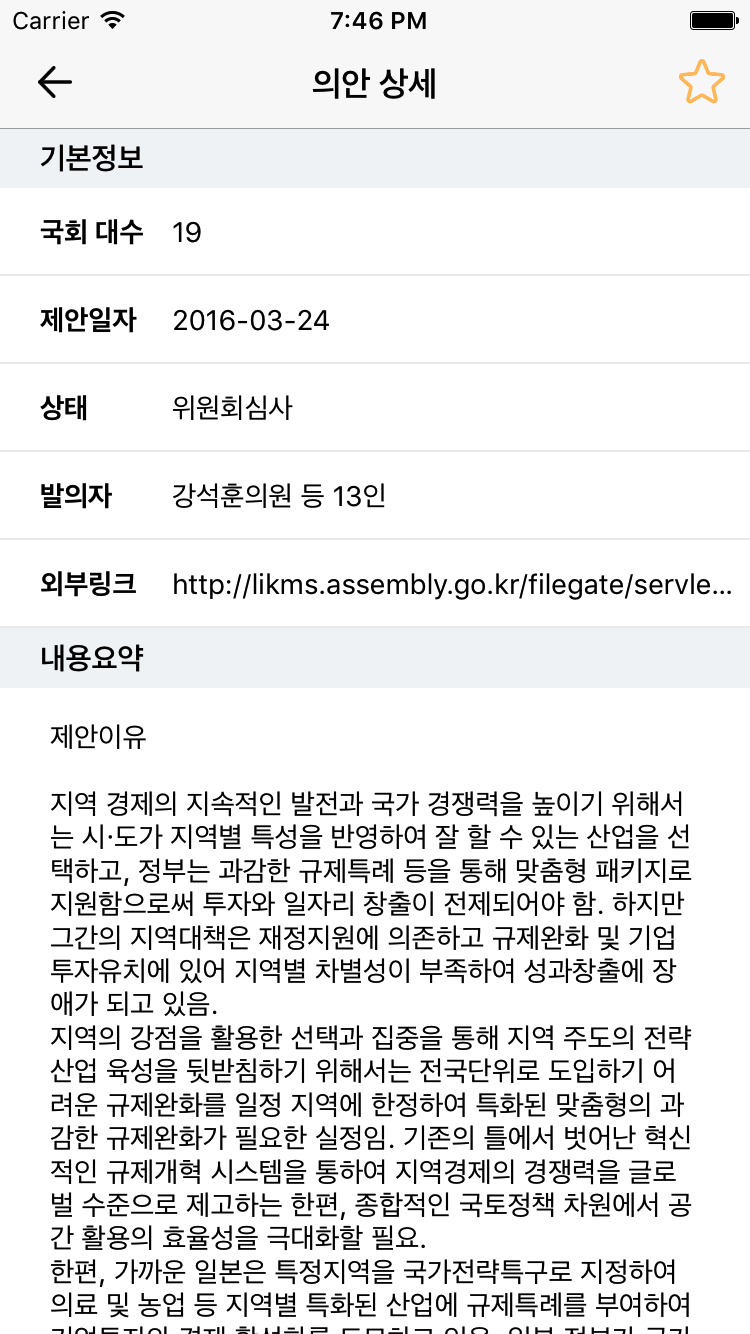 Carrier 7:46 PM
의안 상세
기본정보
국회 대수 19
제안일자 2016-03-24
상태 위원회심사
발의자 강석훈의원 등 13인
외부링크 http://likms.assembly.go.kr/filegate/servle...
내용요약
제안이유
지역 경제의 지속적인 발전과 국가 경쟁력을 높이기 위해서
는 시·도가 지역별 특성을 반영하여 잘 할 수 있는 산업을 선
택하고, 정부는 과감한 규제특례 등을 통해 맞춤형 패키지로
지원함으로써 투자와 일자리 창출이 전제되어야 함. 하지만
그간의 지역대책은 재정지원에 의존하고 규제완화 및 기업
투자유치에 있어 지역별 차별성이 부족하여 성과창출에 장
애가 되고 있음.
지역의 강점을 활용한 선택과 집중을 통해 지역 주도의 전략
산업 육성을 뒷받침하기 위해서는 전국단위로 도입하기 어
려운 규제완화를 일정 지역에 한정하여 특화된 맞춤형의 과
감한 규제완화가 필요한 실정임. 기존의 틀에서 벗어난 혁신
적인 규제개혁 시스템을 통하여 지역경제의 경쟁력을 글로
벌 수준으로 제고하는 한편, 종합적인 국토정책 차원에서 공
간 활용의 효율성을 극대화할 필요.
한편, 가까운 일본은 특정지역을 국가전략특구로 지정하여
의료 및 농업 등 지역별 특화된 산업에 규제특례를 부여하여